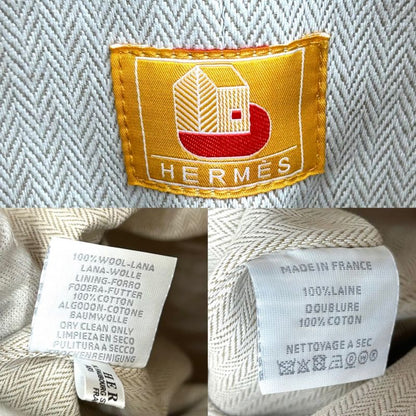 HERMÈS
100% WOOL-LANA
LANA-WOLLE
LINING-FORRO
FODERA-FUTTER
100% COTTON
ALGODON-COTONE
BAUMWOLLE
DRY CLEAN ONLY
LIMPIEZA EN SECO
PULITURA A SECCO
MADE IN FRANCE
100% LAINE
DOUBLURE
100% COTON
NETTOYAGE A SEC